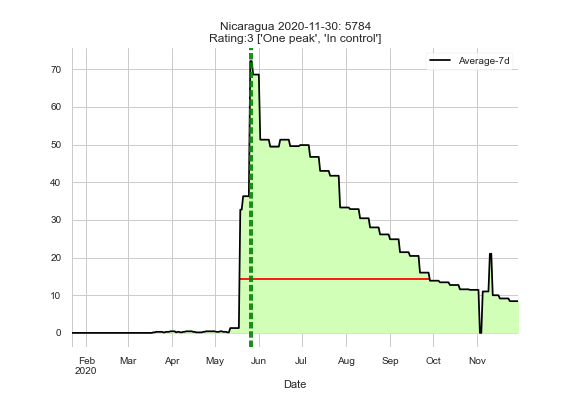 Nicaragua 2020-11-30: 5784
Rating:3 ['One peak', 'In control']
Average-7d
70
60
50
40
30
20
10
0
Feb Mar Apr May Jun Jul Aug Sep Oct Nov
2020
Date